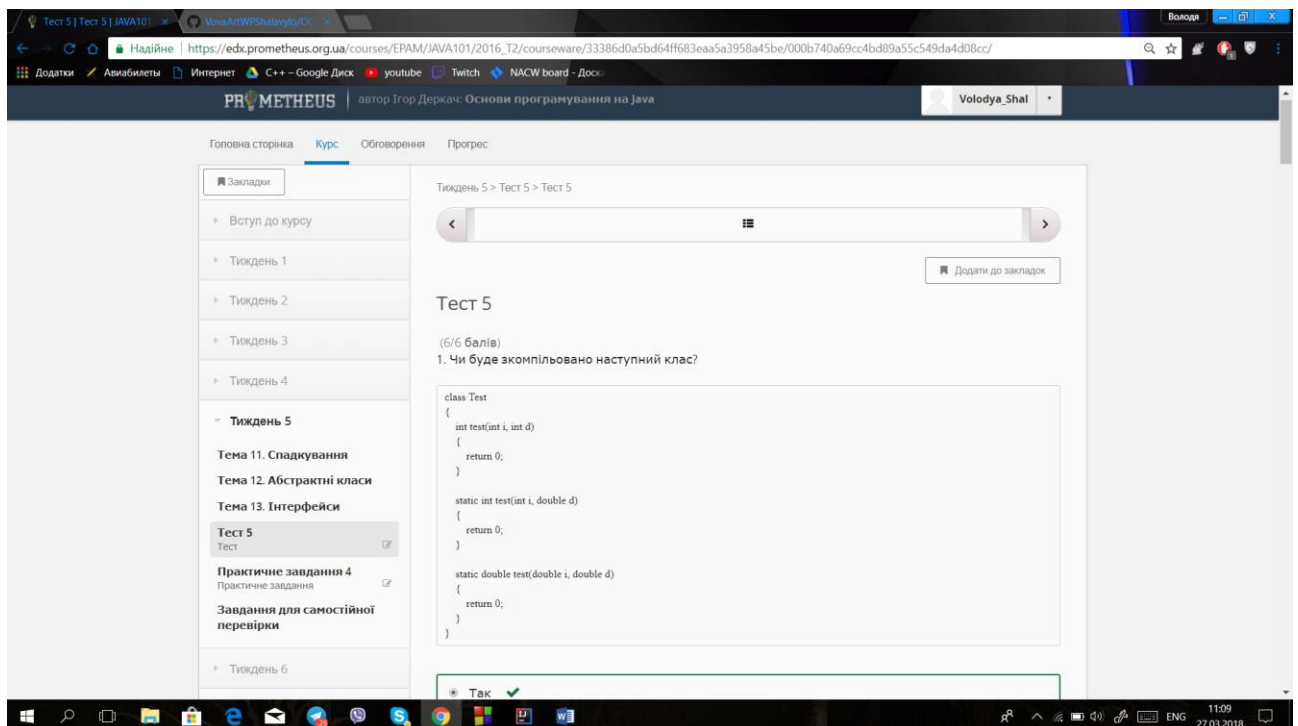 Тест 5 | Тест 5 | JAVA101
VovaArtWPShalavylo/ОС
Володя
Надійне
https://edx.prometheus.org.ua/courses/EPAM/JAVA101/2016_T2/courseware/33386d0a5bd64ff683eaa5a3958a45be/000b740a69cc4bd89a55c549da4d08cc/
Додатки Авиабилеты Интернет C++ – Google Диск youtube Twitch NACW board - Доск
PROMETHEUS автор Ігор Деркач: Основи програмування на Java
Volodya_Shal
Головна сторінка Курс Обговорення Прогрес
Закладки
Вступ до курсу
Тиждень 1
Тиждень 2
Тиждень 3
Тиждень 4
Тиждень 5
Тема 11. Спадкування
Тема 12. Абстрактні класи
Тема 13. Інтерфейси
Тест 5
Тест
Практичне завдання 4
Практичне завдання
Завдання для самостійної
перевірки
Тиждень 6
Тиждень 5 > Тест 5 > Тест 5
Додати до закладок
Тест 5
(6/6 балів)
1. Чи буде зкомпільовано наступний клас?
class Test
{
int test(int i, int d)
{
return 0;
}
static int test(int i, double d)
{
return 0;
}
static double test(double i, double d)
{
return 0;
}
}
Так
ENG
11:09
27.03.2018